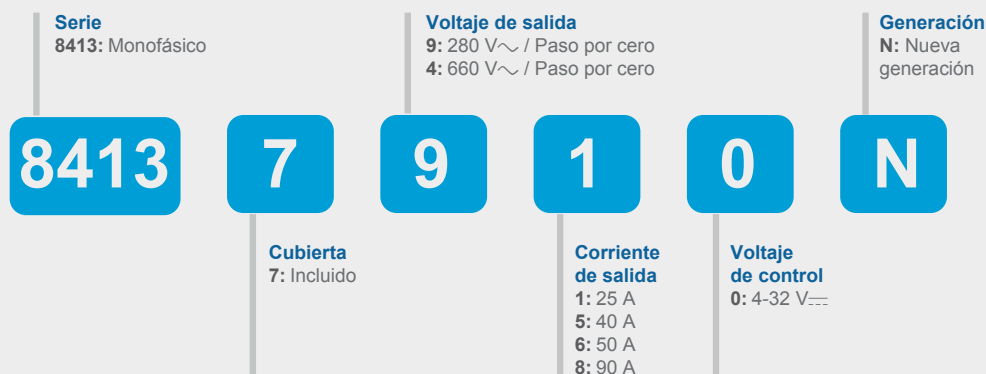 Serie
8413: Monofásico
Voltaje de salida
9: 280 V∿ / Paso por cero
4: 660 V∿ / Paso por cero
Generación
N: Nueva
generación
8413 7 9 1 0 N
Cubierta
7: Incluido
Corriente
de salida
1: 25 A
5: 40 A
6: 50 A
8: 90 A
Voltaje
de control
0: 4-32 V⎓